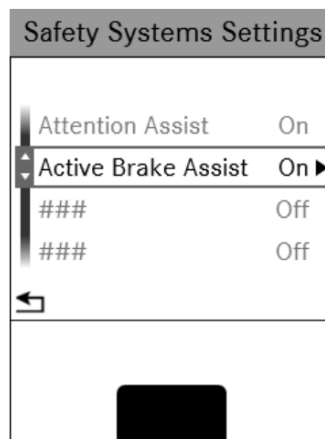 Safety Systems Settings
Attention Assist On
Active Brake Assist On
### Off
### Off